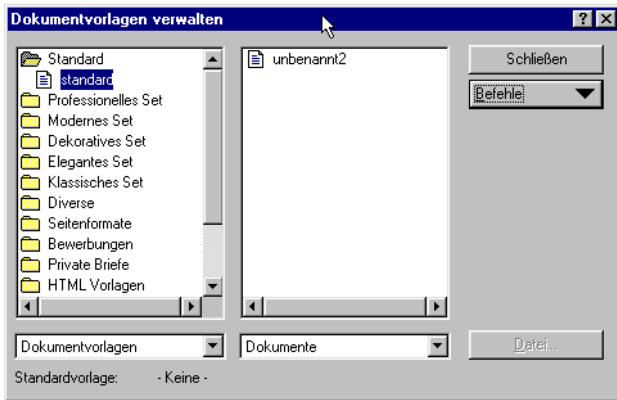 Dokumentvorlagen verwalten
Standard
standard
Professionelles Set
Modernes Set
Dekoratives Set
Elegantes Set
Klassisches Set
Diverse
Seitenformate
Bewerbungen
Private Briefe
HTML Vorlagen
unbenannt2
Schließen
Befehle
Dokumentvorlagen
Dokumente
Datei...
Standardvorlage: - Keine -